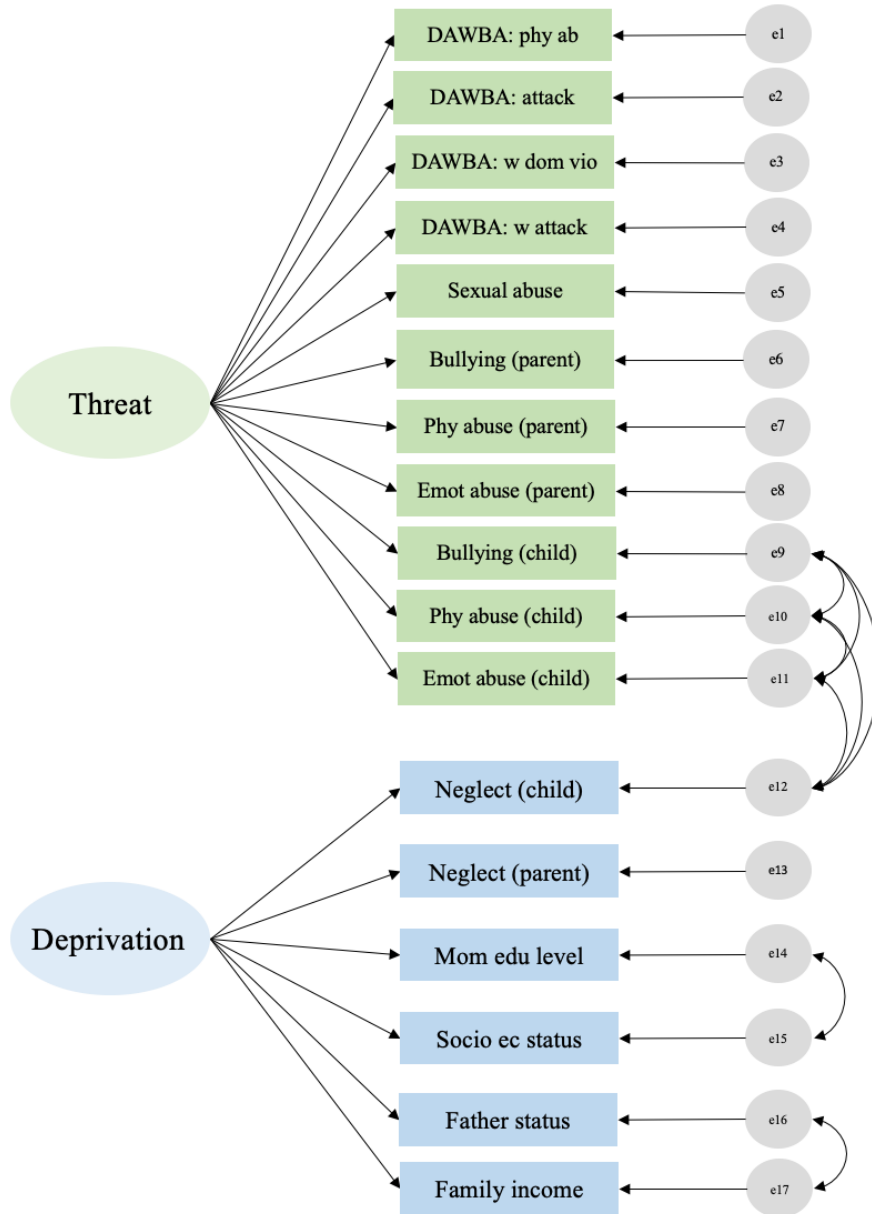 DAWBA: phy ab e1
DAWBA: attack e2
DAWBA: w dom vio e3
DAWBA: w attack e4
Sexual abuse e5
Bullying (parent) e6
Threat
Phy abuse (parent) e7
Emot abuse (parent) e8
Bullying (child) e9
Phy abuse (child) e10
Emot abuse (child) e11
Neglect (child) e12
Neglect (parent) e13
Deprivation
Mom edu level e14
Socio ec status e15
Father status e16
Family income e17